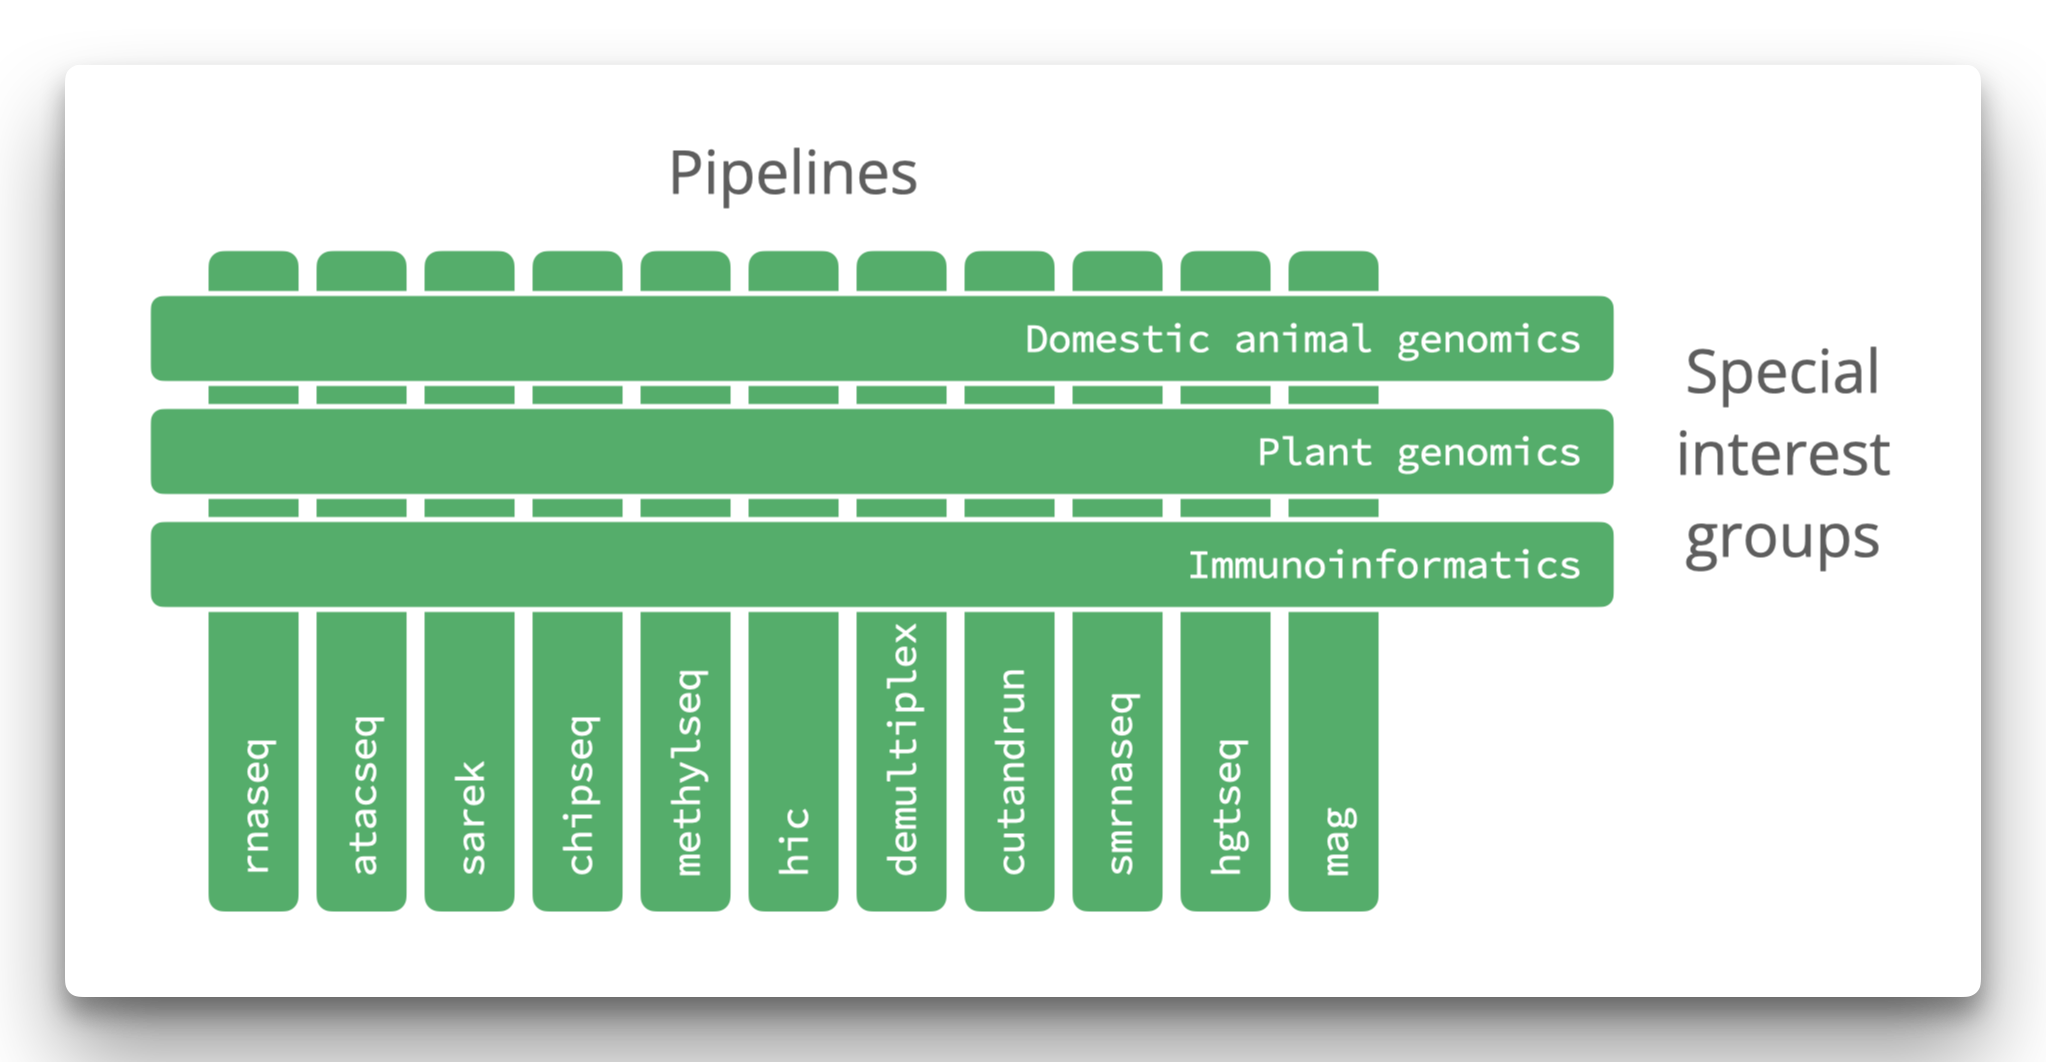 Pipelines
Domestic animal genomics
Plant genomics
Immunoinformatics
Special
interest
groups
rnaseq
atacseq
sarek
chipseq
methylseq
hic
demultiplex
cutandrun
smrnaseq
hgtseq
mag